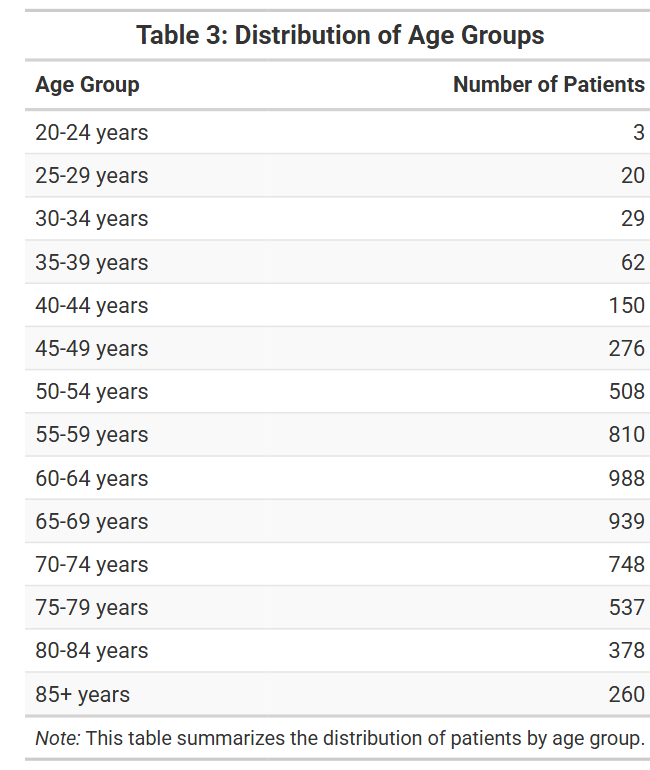 Table 3: Distribution of Age Groups
Age Group Number of Patients
20-24 years 3
25-29 years 20
30-34 years 29
35-39 years 62
40-44 years 150
45-49 years 276
50-54 years 508
55-59 years 810
60-64 years 988
65-69 years 939
70-74 years 748
75-79 years 537
80-84 years 378
85+ years 260
Note: This table summarizes the distribution of patients by age group.